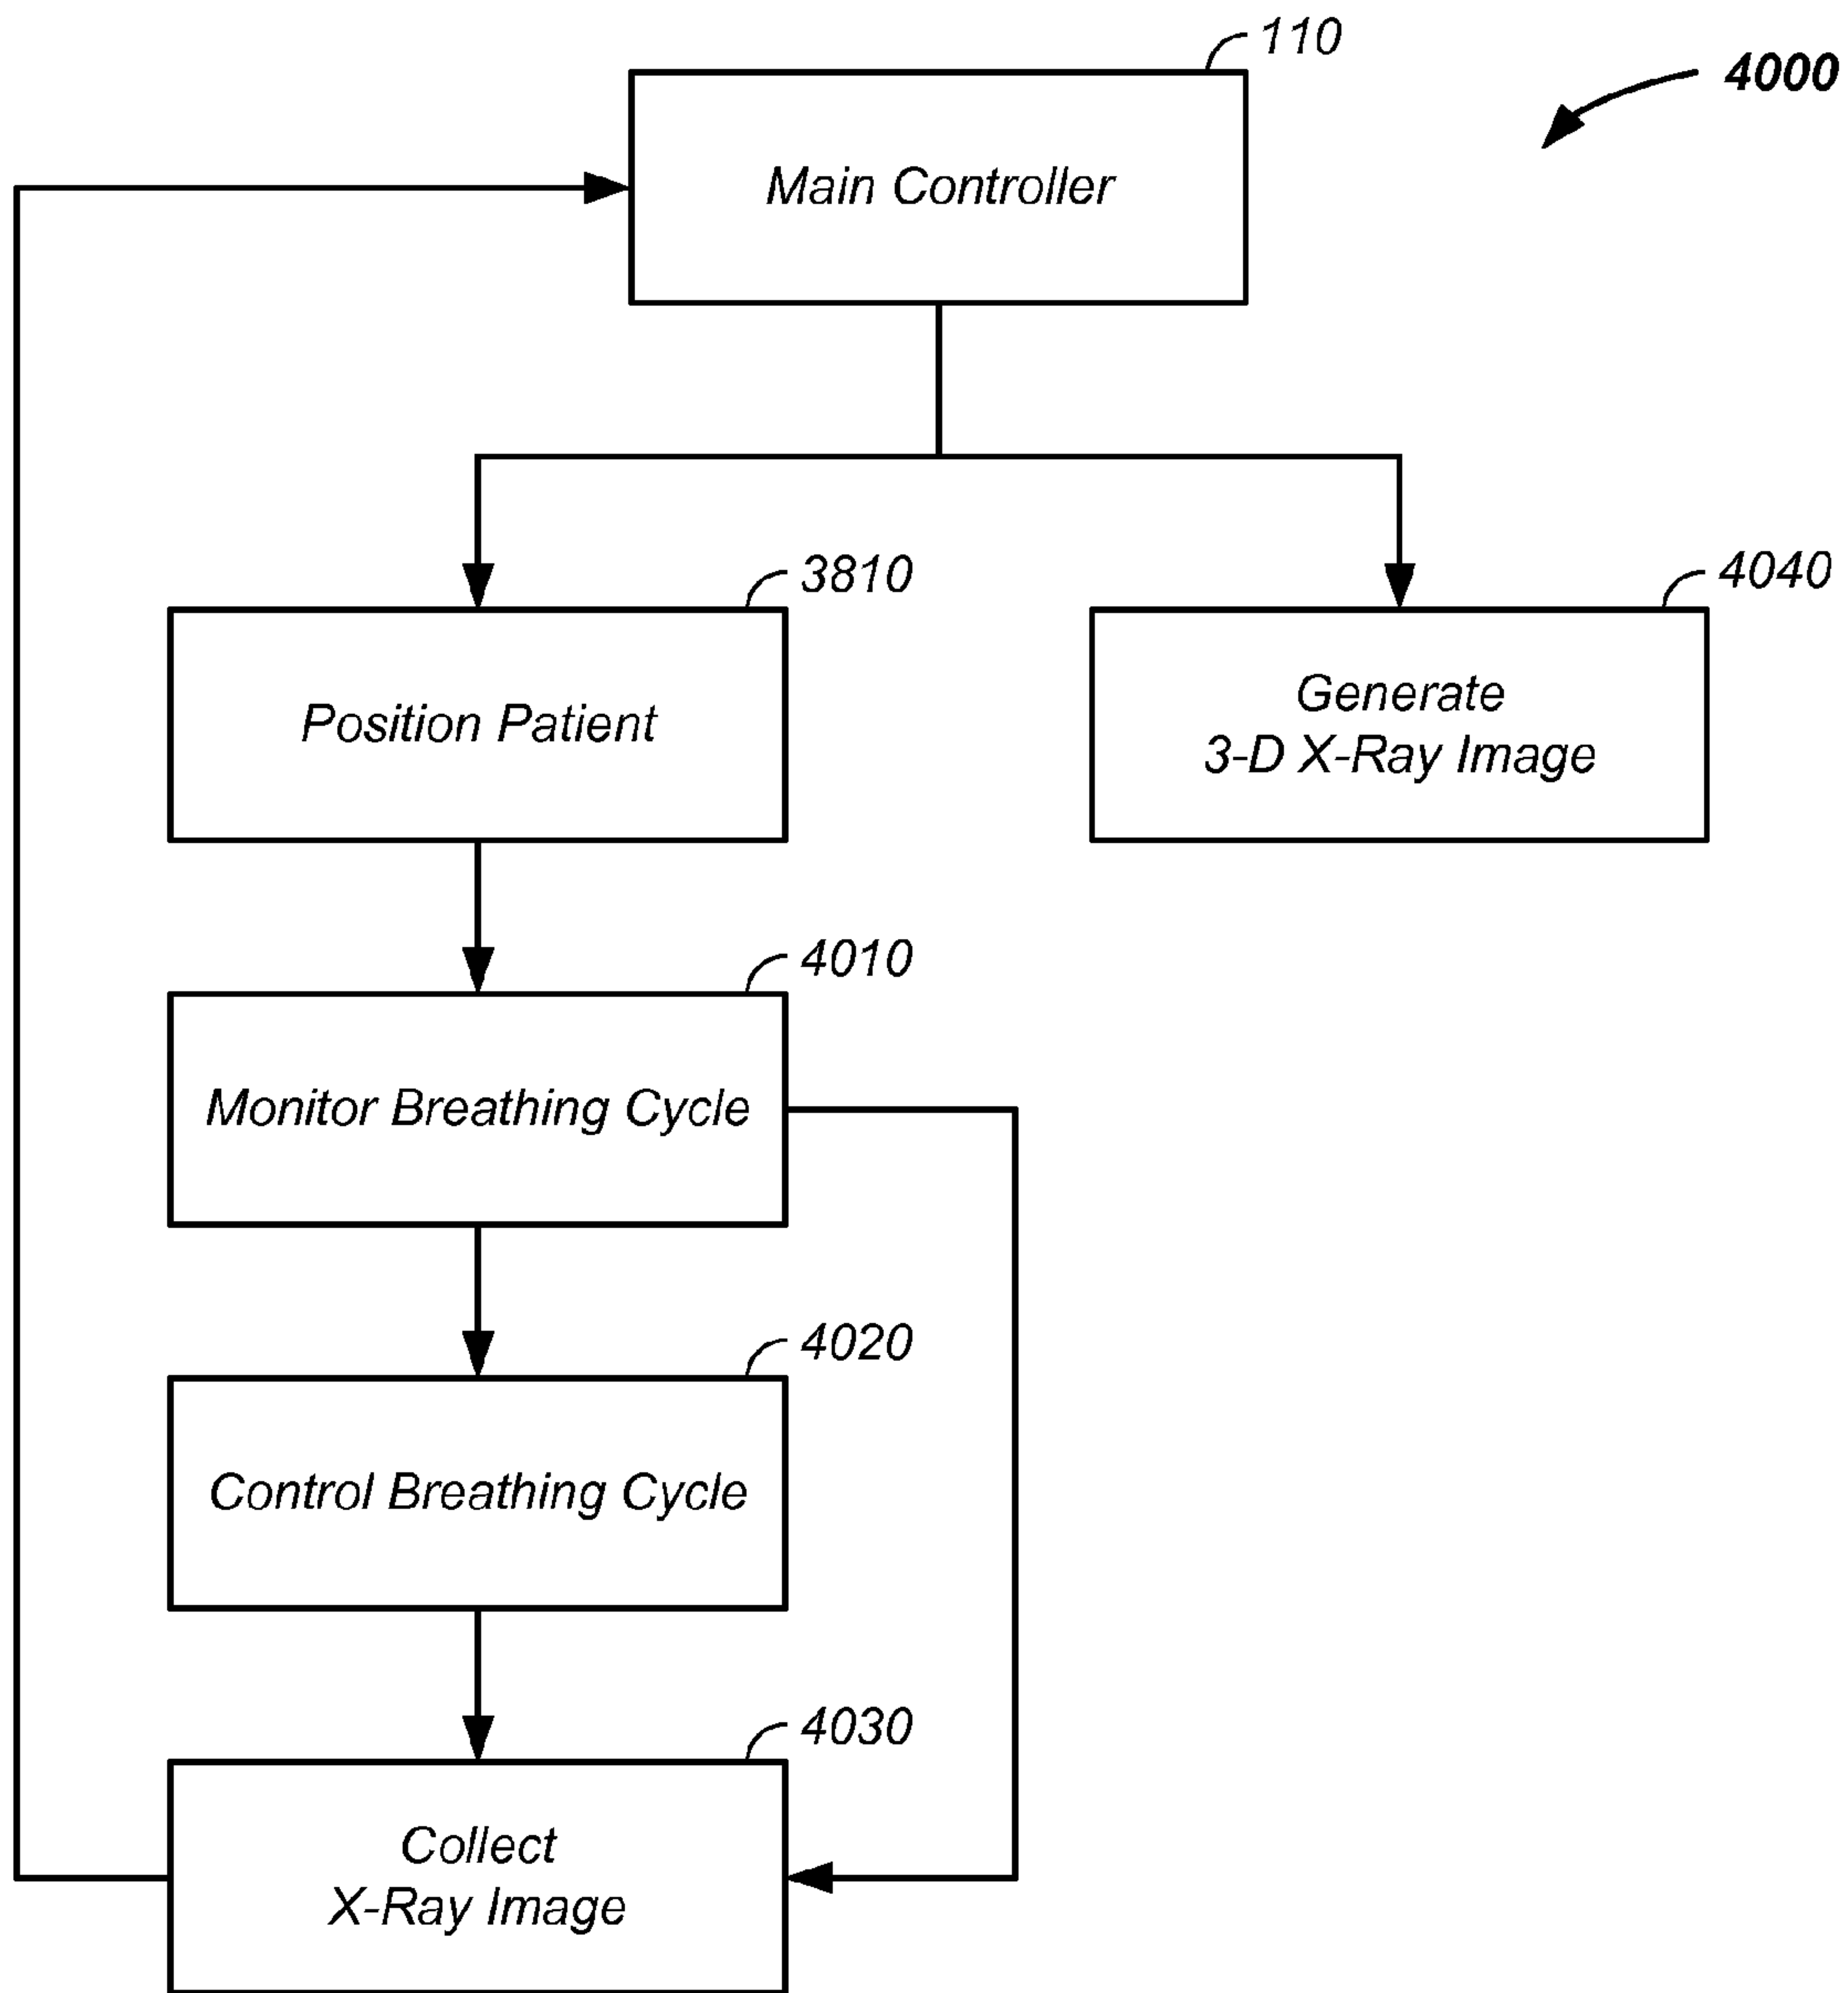 110
4000
Main Controller
3810
4040
Position Patient
Generate
3-D X-Ray Image
4010
Monitor Breathing Cycle
4020
Control Breathing Cycle
4030
Collect
X-Ray Image